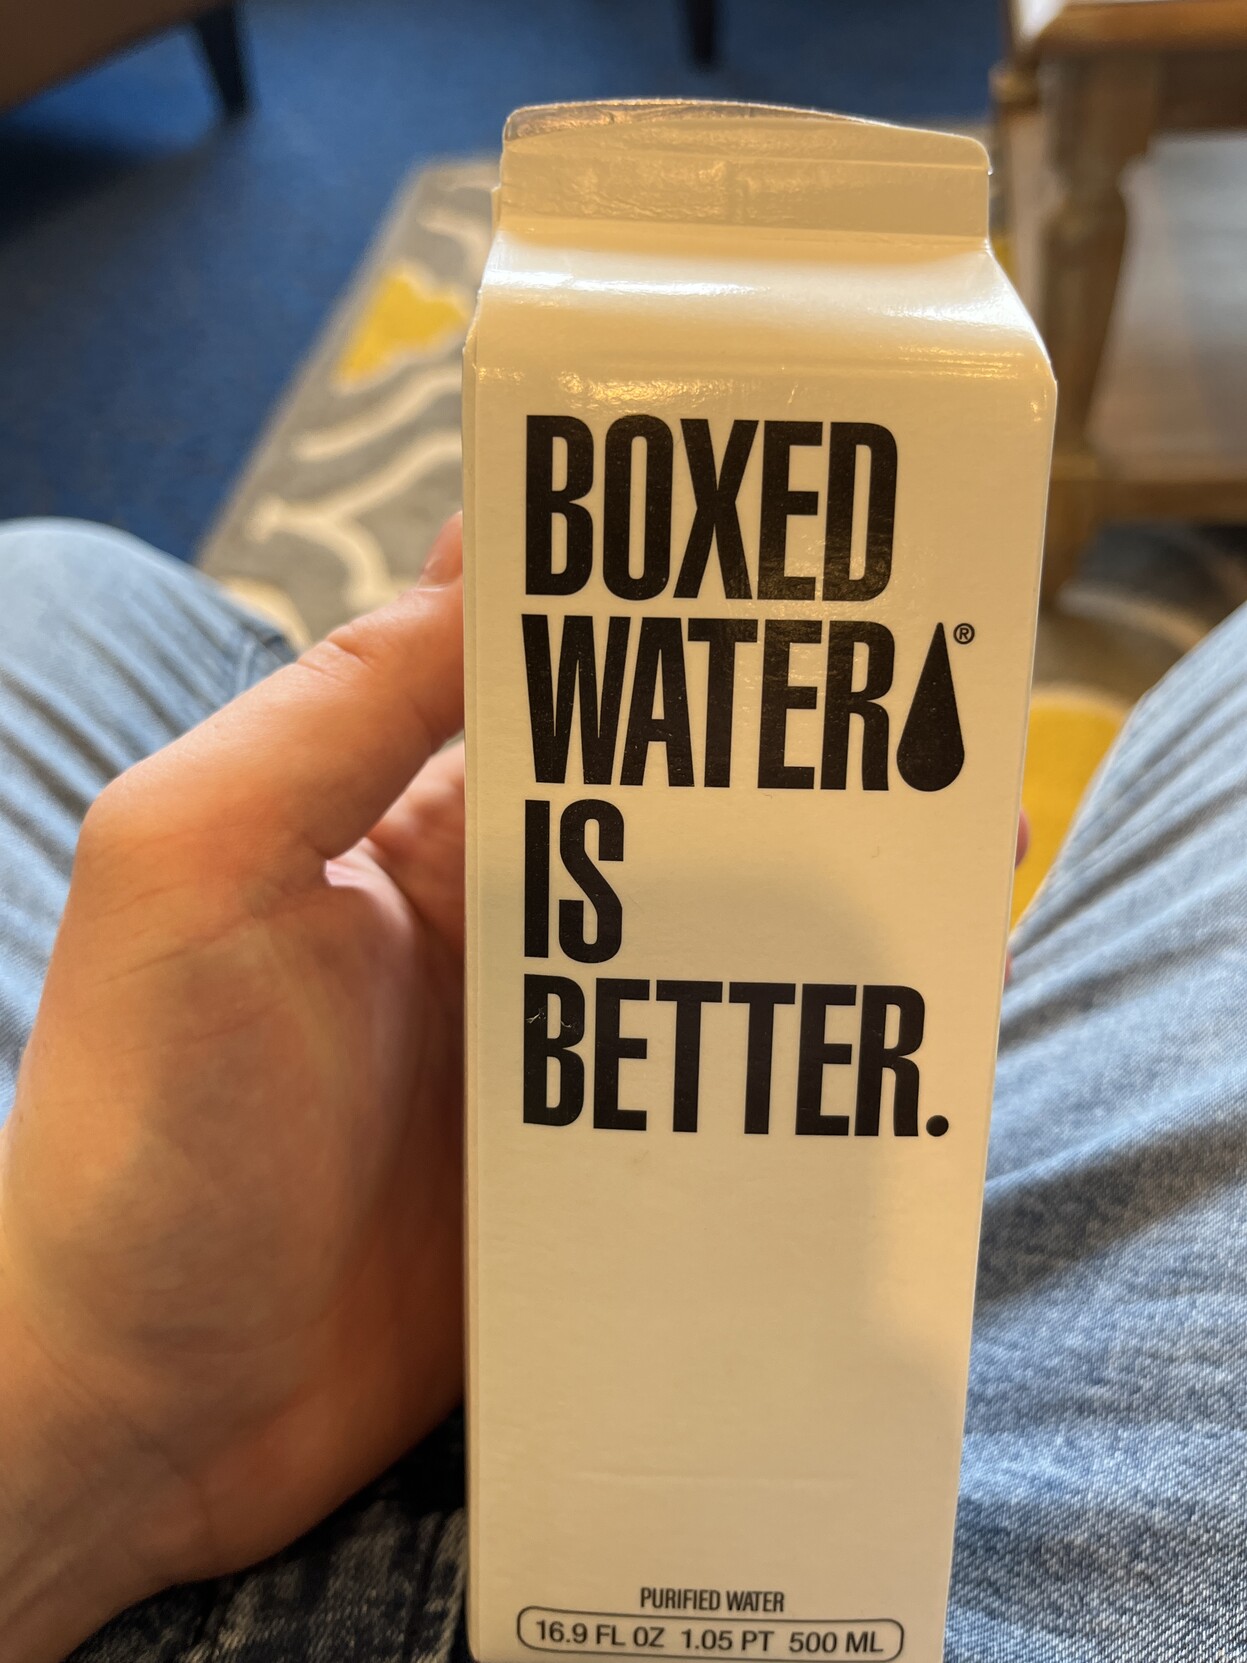 BOXED
WATER®
IS
BETTER.
PURIFIED WATER
16.9 FL OZ 1.05 PT 500 ML